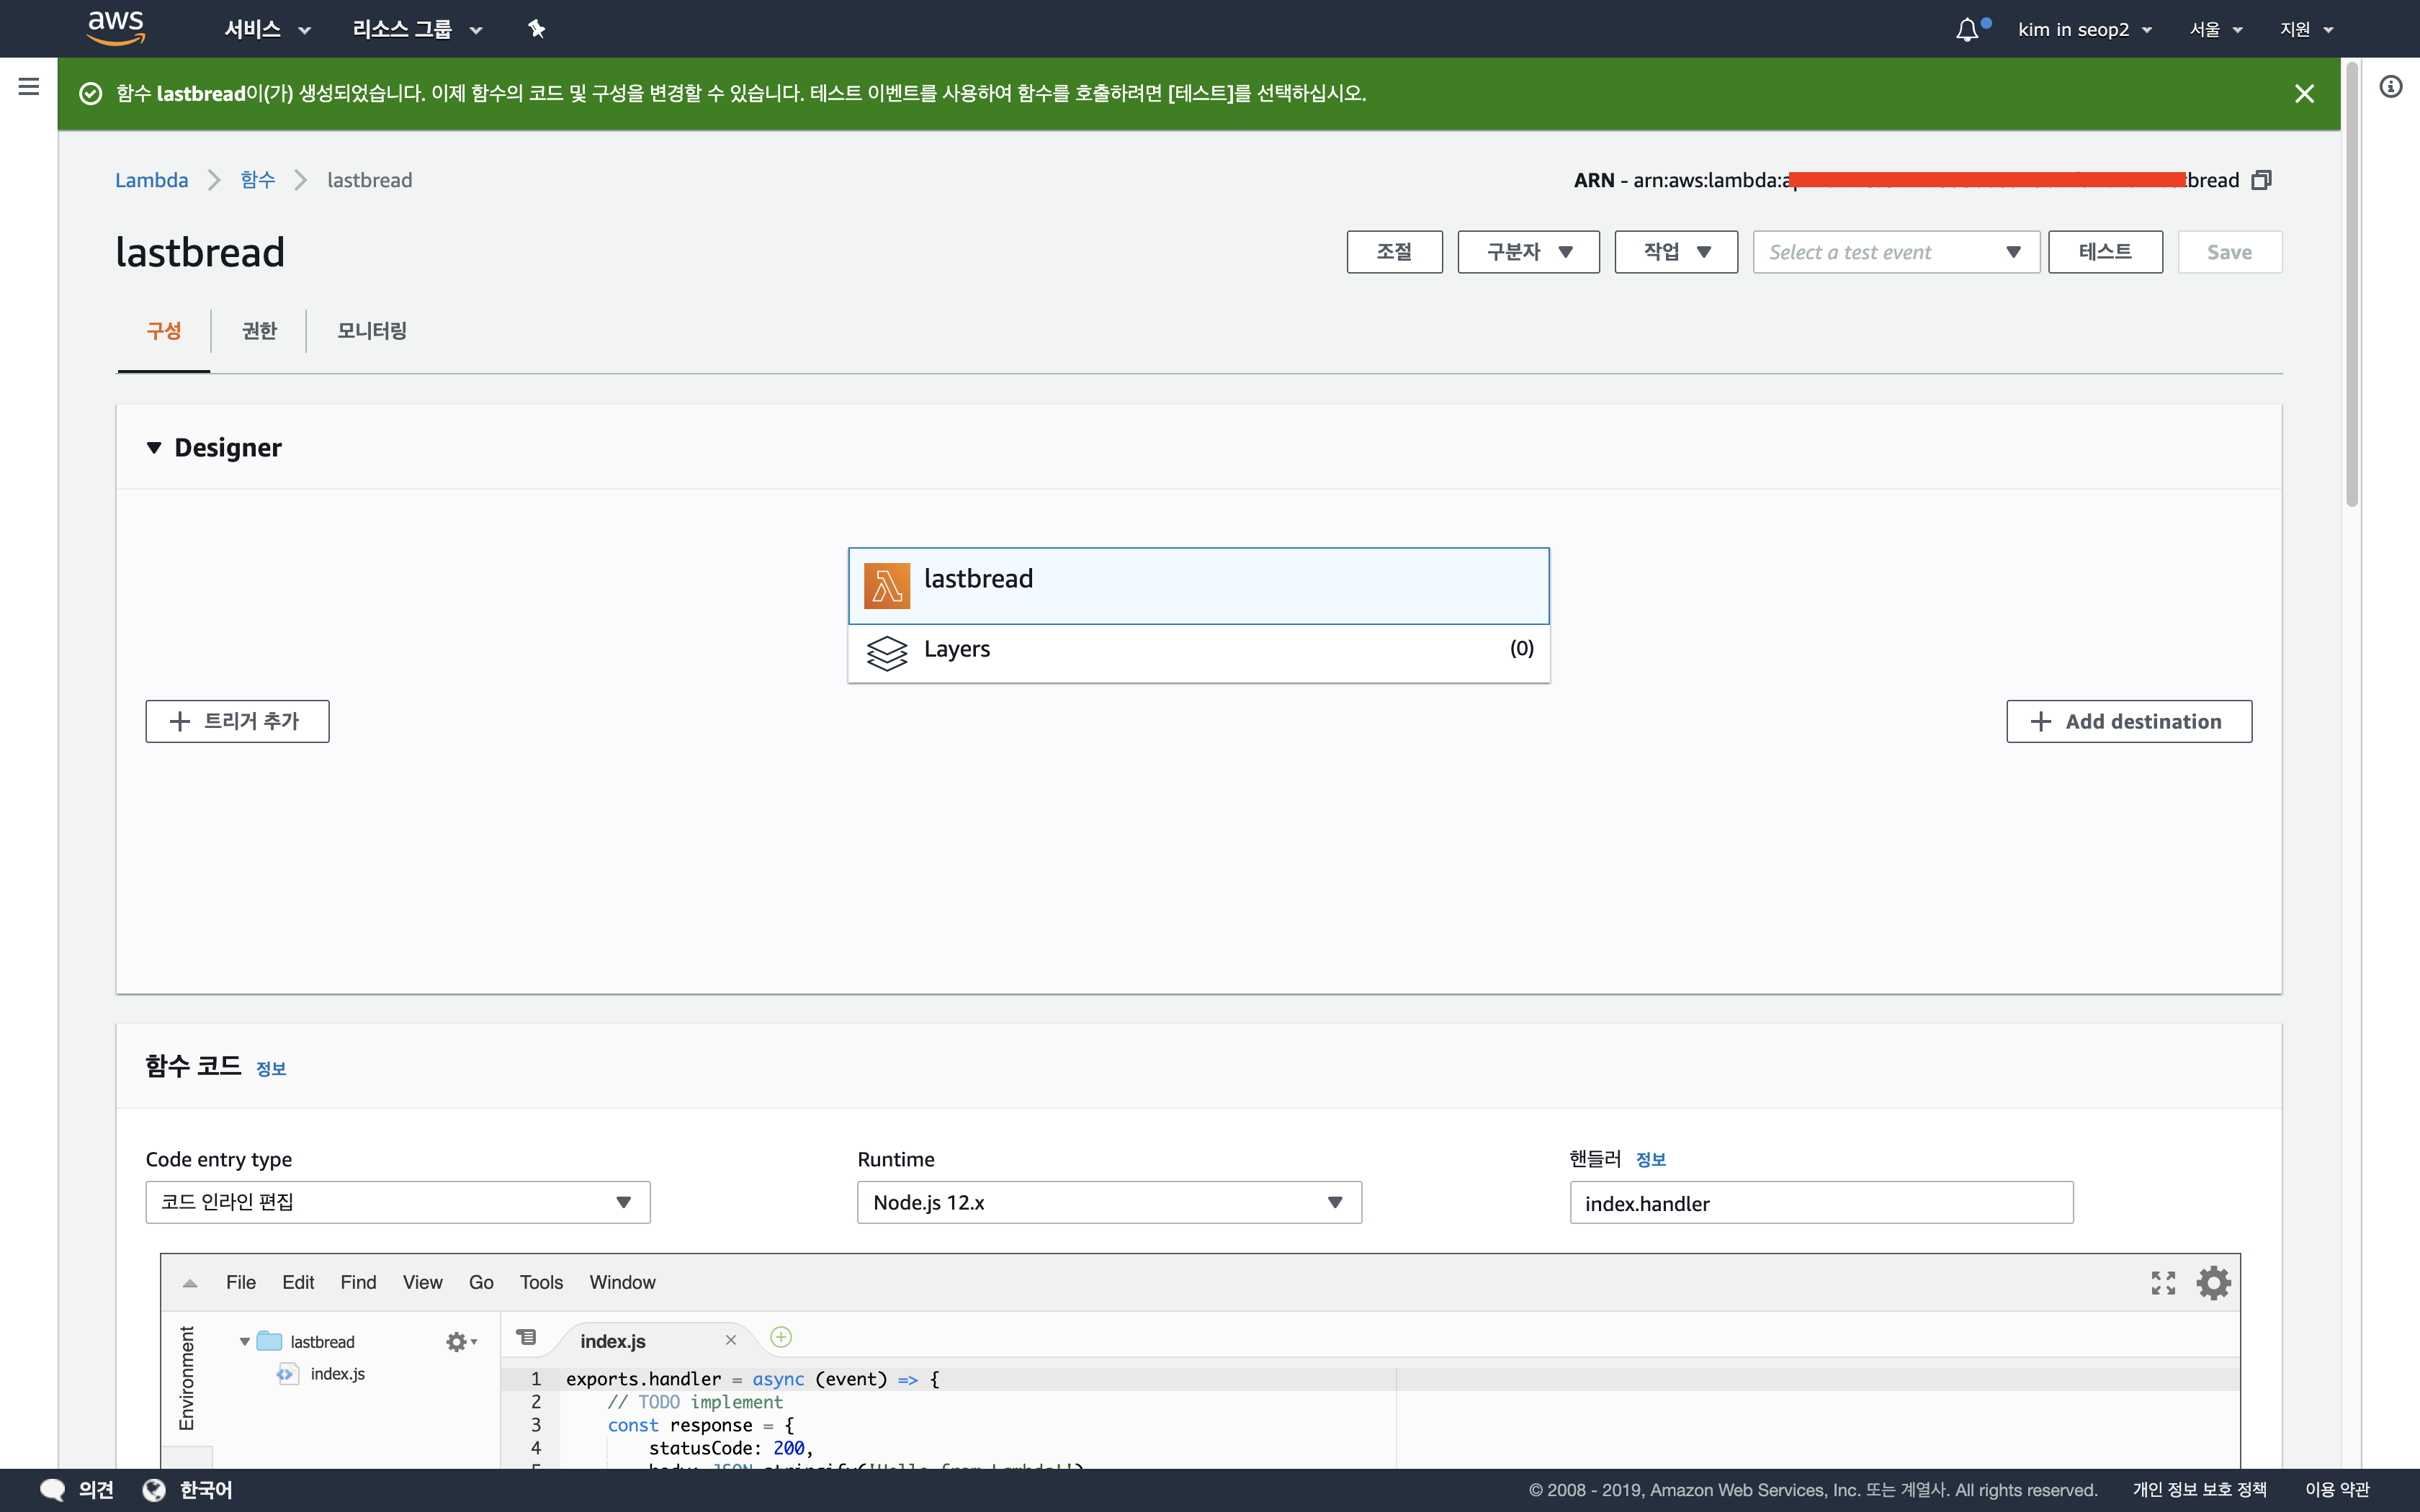 aws 서비스 리소스 그룹 kim in seop2 서울 지원
함수 lastbread이(가) 생성되었습니다. 이제 함수의 코드 및 구성을 변경할 수 있습니다. 테스트 이벤트를 사용하여 함수를 호출하려면 [테스트]를 선택하십시오.
Lambda 함수 lastbread ARN - arn:aws:lambda:a bread
lastbread 조절 구분자 작업 Select a test event 테스트 Save
구성 권한 모니터링
Designer
lastbread
Layers (0)
트리거 추가 Add destination
함수 코드 정보
Code entry type Runtime 핸들러 정보
코드 인라인 편집 Node.js 12.x index.handler
File Edit Find View Go Tools Window
Environment lastbread index.js
index.js
1 exports.handler = async (event) => {
2 // TODO implement
3 const response = {
4 statusCode: 200,
5 body: JSON.stringify('Hello from Lambda!')
의견 한국어 © 2008 - 2019, Amazon Web Services, Inc. 또는 계열사. All rights reserved. 개인 정보 보호 정책 이용 약관